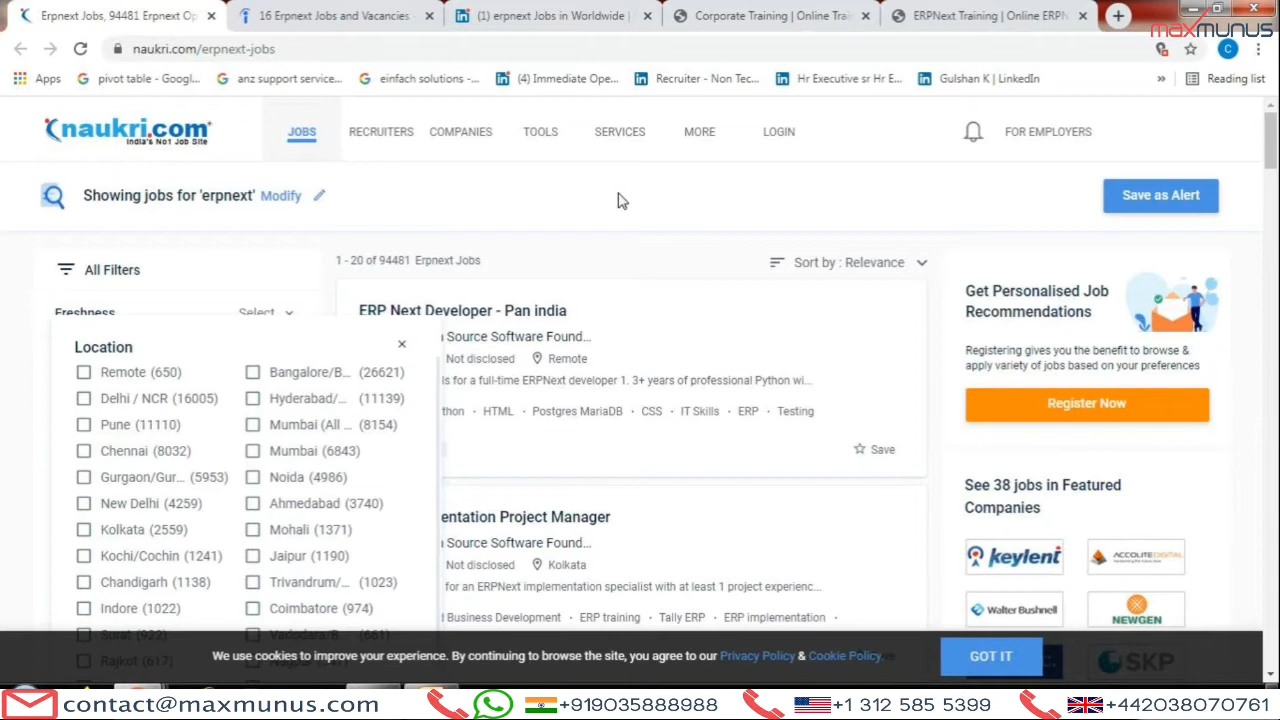 Erpnext Jobs, 94481 Erpnext Op
16 Erpnext Jobs and Vacancies -
(1) erpnext Jobs in Worldwide |
Corporate Training | Online Trai
ERPNext Training | Online ERPN
maxmunus
naukri.com/erpnext-jobs
Apps
pivot table - Googl...
anz support service...
einfach solutions -...
(4) Immediate Ope...
Recruiter - Non Tec...
Hr Executive sr Hr E...
Gulshan K | LinkedIn
»
Reading list
naukri.com
India's No1 Job Site
JOBS
RECRUITERS
COMPANIES
TOOLS
SERVICES
MORE
LOGIN
FOR EMPLOYERS
Showing jobs for 'erpnext' Modify
Save as Alert
All Filters
1 - 20 of 94481 Erpnext Jobs
Sort by : Relevance
Freshness
Select
Location
Remote (650)
Bangalore/B... (26621)
Delhi / NCR (16005)
Hyderabad/... (11139)
Pune (11110)
Mumbai (All ... (8154)
Chennai (8032)
Mumbai (6843)
Gurgaon/Gur... (5953)
Noida (4986)
New Delhi (4259)
Ahmedabad (3740)
Kolkata (2559)
Mohali (1371)
Kochi/Cochin (1241)
Jaipur (1190)
Chandigarh (1138)
Trivandrum/... (1023)
Indore (1022)
Coimbatore (974)
Surat (922)
Vadodara/B... (661)
Rajkot (617)
ERP Next Developer - Pan india
Source Software Found...
Not disclosed
Remote
s for a full-time ERPNext developer 1. 3+ years of professional Python wi...
thon · HTML · Postgres MariaDB · CSS · IT Skills · ERP · Testing
Save
entation Project Manager
Source Software Found...
Not disclosed
Kolkata
for an ERPNext implementation specialist with at least 1 project experienc...
d Business Development · ERP training · Tally ERP · ERP implementation ·
Get Personalised Job
Recommendations
Registering gives you the benefit to browse &
apply variety of jobs based on your preferences
Register Now
See 38 jobs in Featured
Companies
keylent
ACCOLITE DIGITAL
Walter Bushnell
NEWGEN
SKP
We use cookies to improve your experience. By continuing to browse the site, you agree to our Privacy Policy & Cookie Policy.
GOT IT
contact@maxmunus.com
+919035888988
+1 312 585 5399
+442038070761